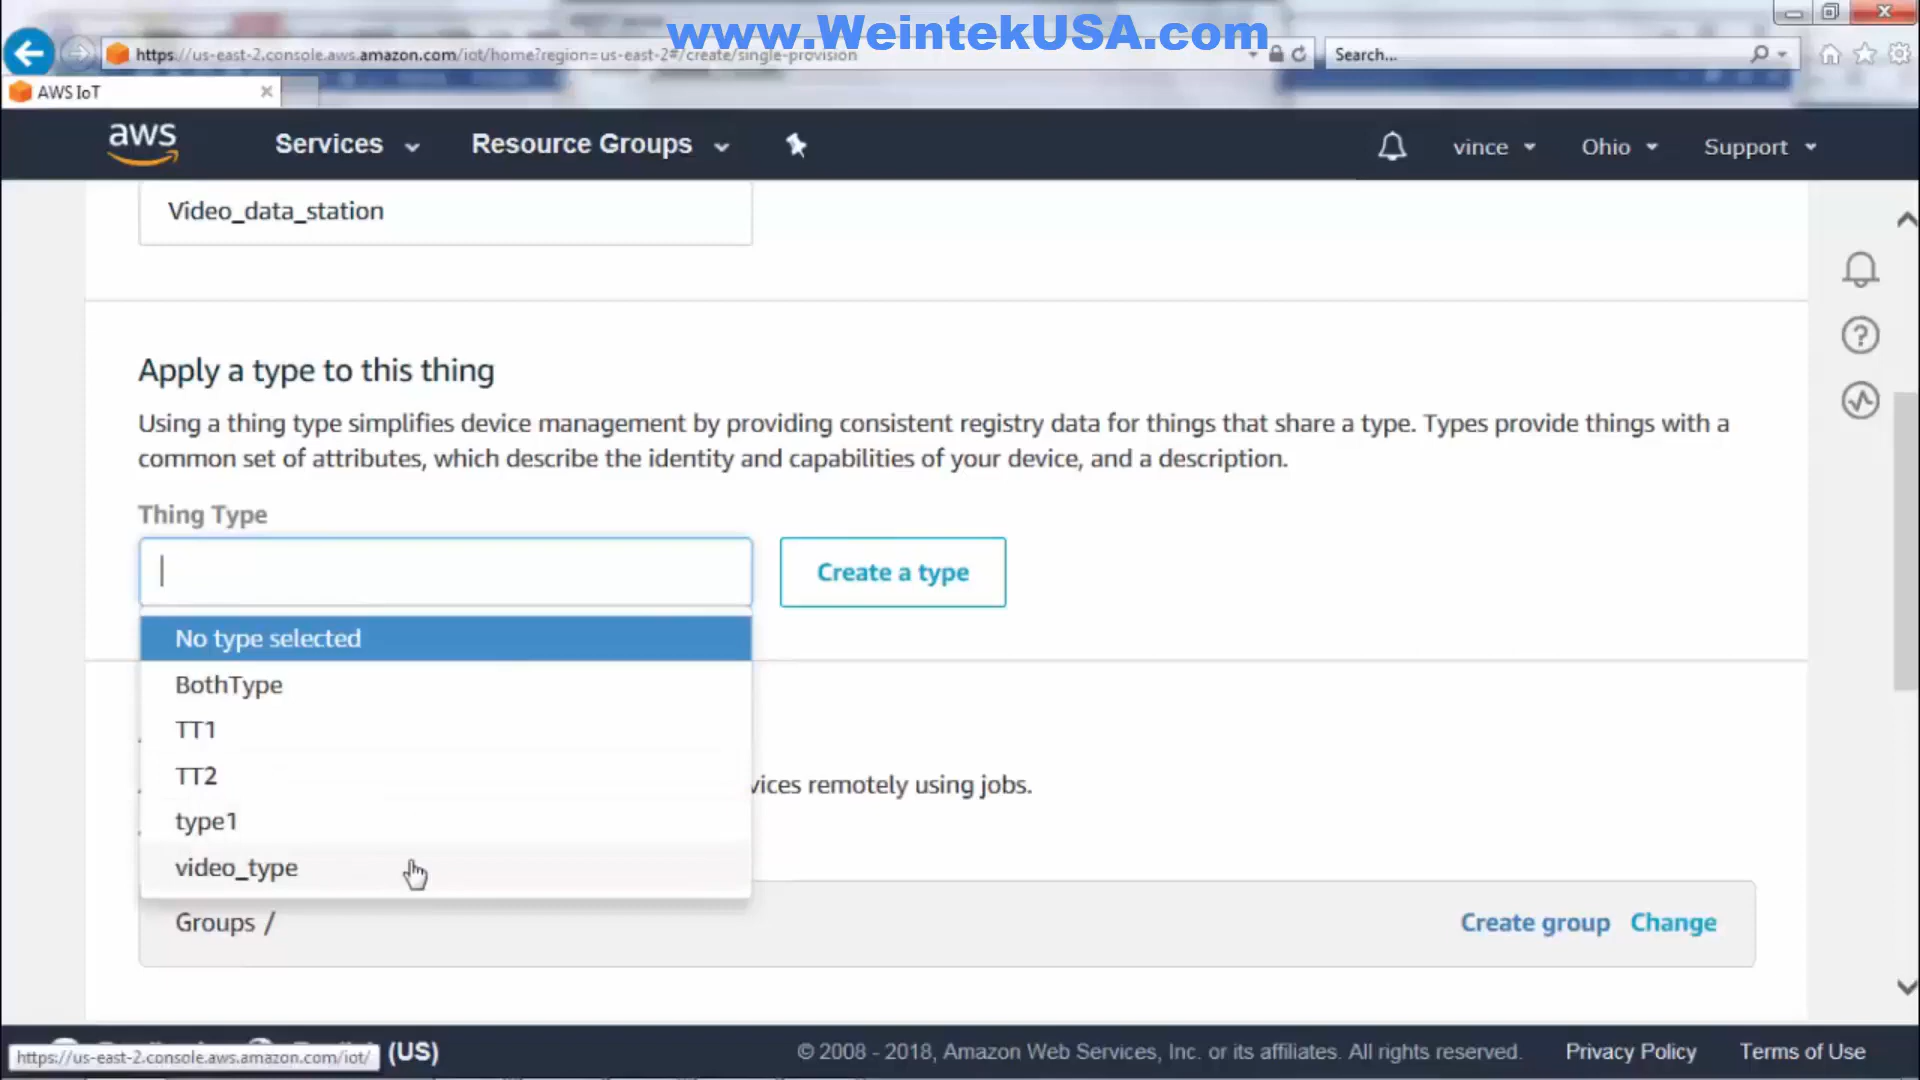 www.WeintekUSA.com
https://us-east-2.console.aws.amazon.com/iot/home?region=us-east-2#/create/single-provision
Search...
AWS IoT
aws
Services
Resource Groups
vince
Ohio
Support
Video_data_station
Apply a type to this thing
Using a thing type simplifies device management by providing consistent registry data for things that share a type. Types provide things with a
common set of attributes, which describe the identity and capabilities of your device, and a description.
Thing Type
Create a type
No type selected
BothType
TT1
TT2
type1
vices remotely using jobs.
video_type
Groups /
Create group
Change
https://us-east-2.console.aws.amazon.com/iot/
(US)
© 2008 - 2018, Amazon Web Services, Inc. or its affiliates. All rights reserved.
Privacy Policy
Terms of Use